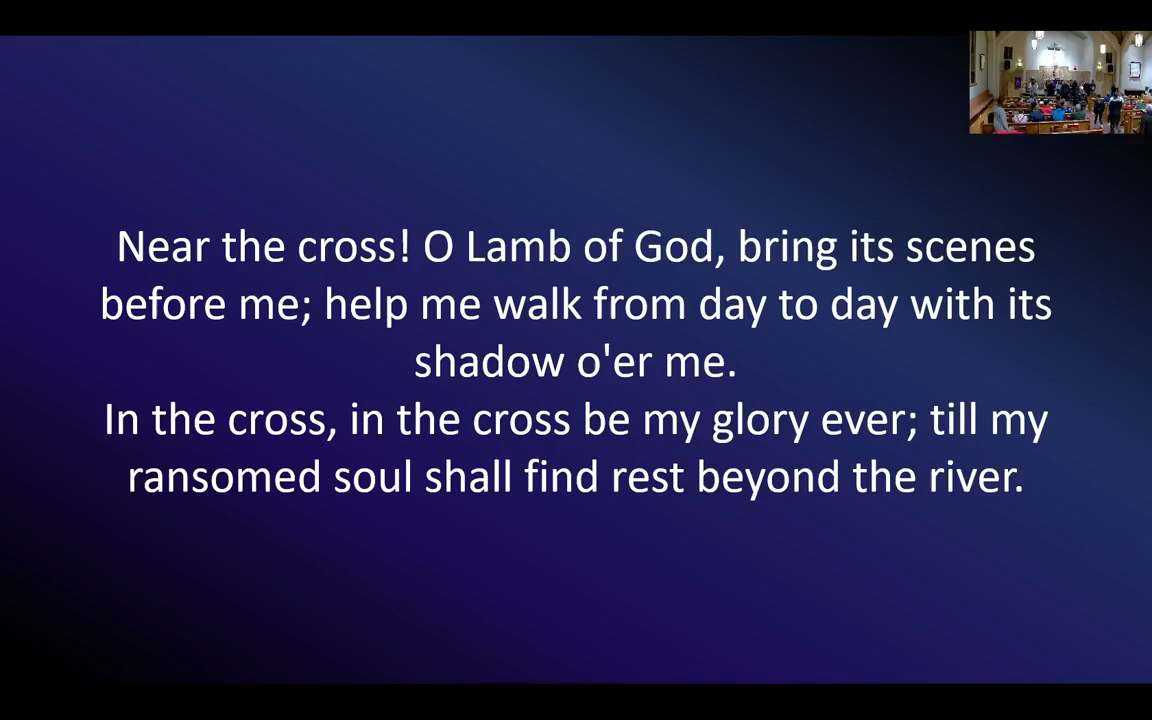 Near the cross! O Lamb of God, bring its scenes
before me; help me walk from day to day with its
shadow o'er me.
In the cross, in the cross be my glory ever; till my
ransomed soul shall find rest beyond the river.